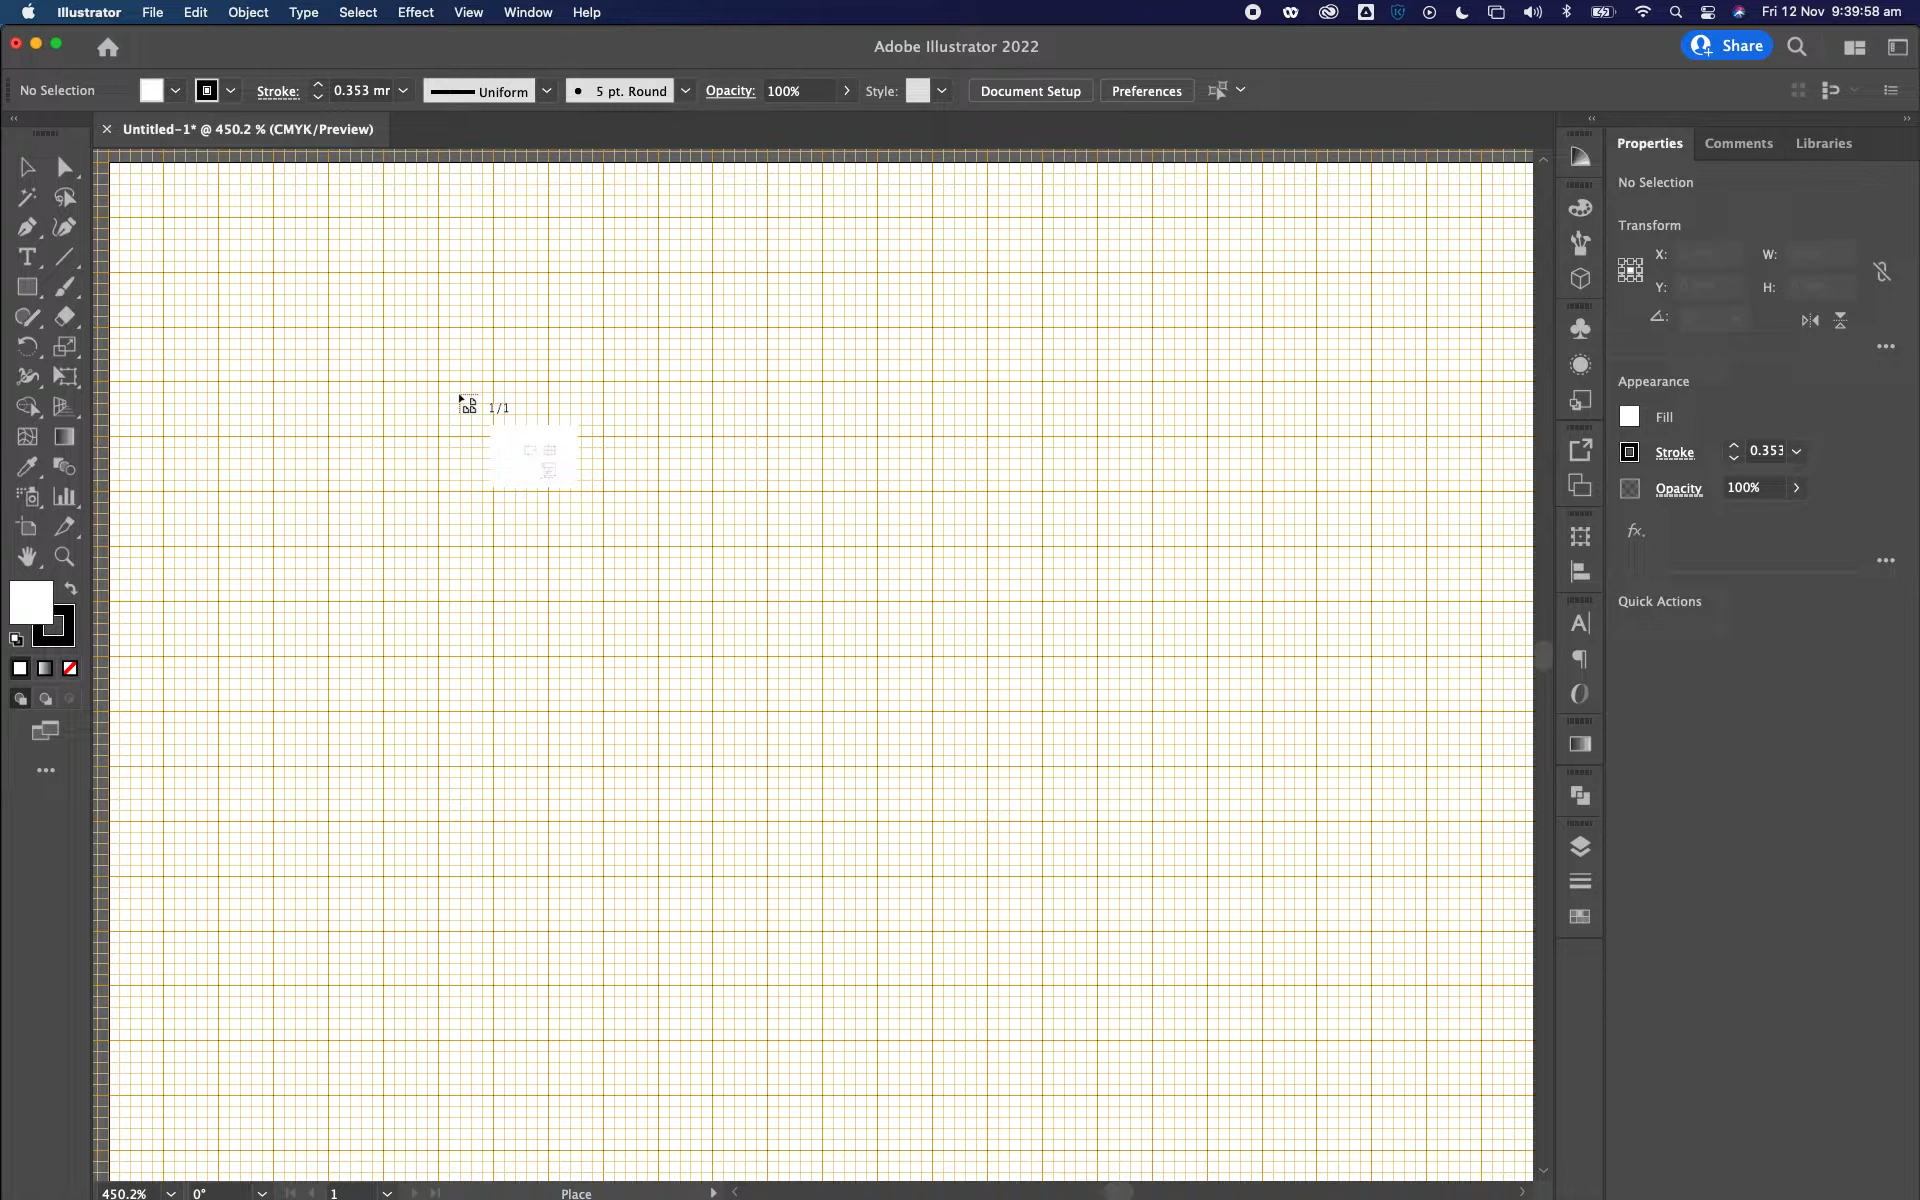 Illustrator File Edit Object Type Select Effect View Window Help Fri 12 Nov 9:39:58 am
Adobe Illustrator 2022
Share
No Selection Stroke: 0.353 mr Uniform 5 pt. Round Opacity: 100% Style: Document Setup Preferences
Untitled-1* @ 450.2 % (CMYK/Preview)
Properties Comments Libraries
No Selection
Transform
X: W:
Y: H:
Appearance
Fill
Stroke 0.353
Opacity 100%
fx.
Quick Actions
1/1
450.2% 0° 1 Place